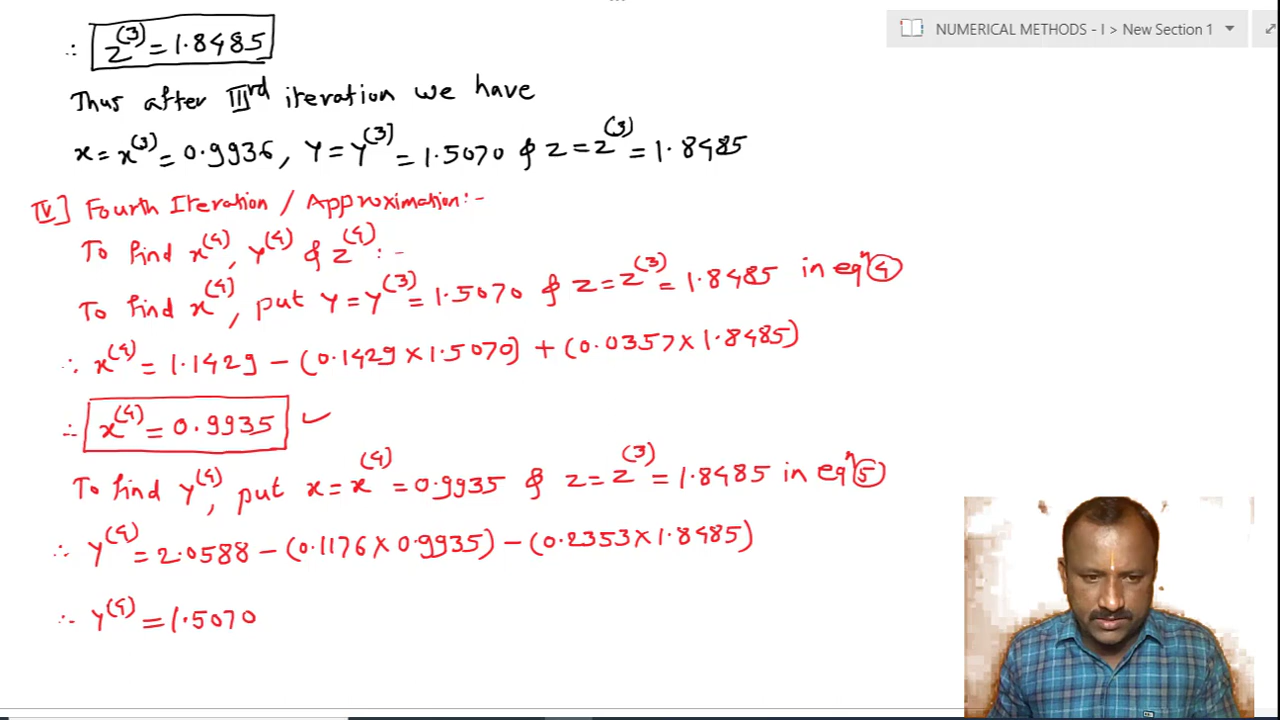 NUMERICAL METHODS - I > New Section 1
∴ z⁽³⁾ = 1.8485
Thus after IIIrd iteration we have
x = x⁽³⁾ = 0.9936, y = y⁽³⁾ = 1.5070 & z = z⁽³⁾ = 1.8485
IV] Fourth Iteration / Approximation:-
To find x⁽⁴⁾, y⁽⁴⁾ & z⁽⁴⁾:-
To find x⁽⁴⁾, put y = y⁽³⁾ = 1.5070 & z = z⁽³⁾ = 1.8485 in eqⁿ ④
∴ x⁽⁴⁾ = 1.1429 - (0.1429 × 1.5070) + (0.0357 × 1.8485)
∴ x⁽⁴⁾ = 0.9935 ✓
To find y⁽⁴⁾, put x = x⁽⁴⁾ = 0.9935 & z = z⁽³⁾ = 1.8485 in eqⁿ ⑤
∴ y⁽⁴⁾ = 2.0588 - (0.1176 × 0.9935) - (0.2353 × 1.8485)
∴ y⁽⁴⁾ = 1.5070